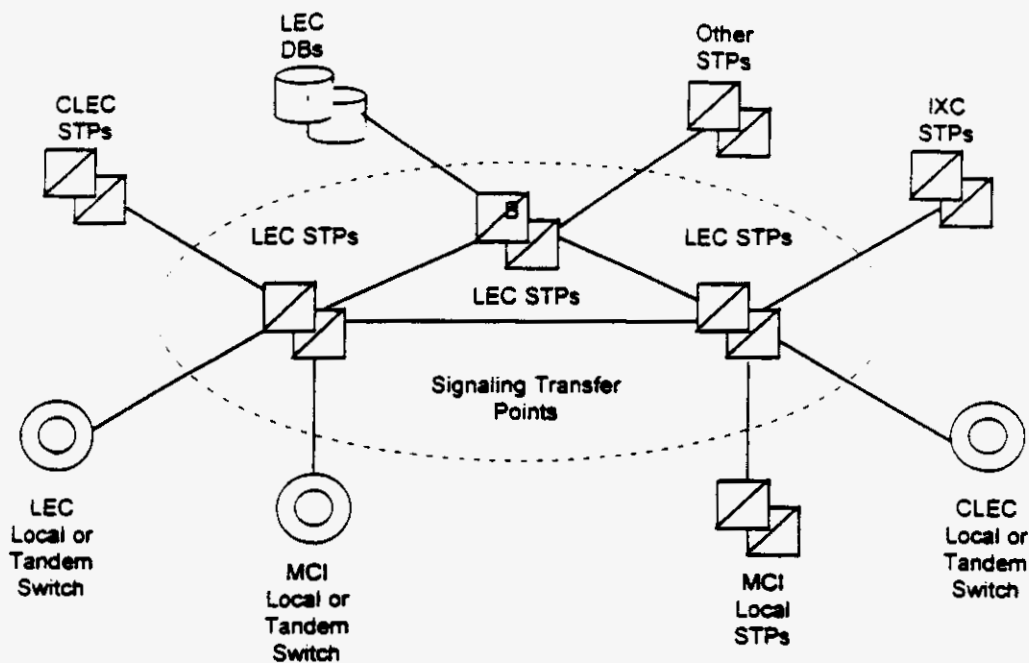 LEC
DBs
Other
STPs
CLEC
STPs
IXC
STPs
B
LEC STPs
LEC STPs
LEC STPs
Signaling Transfer
Points
LEC
Local or
Tandem
Switch
MCI
Local or
Tandem
Switch
MCI
Local
STPs
CLEC
Local or
Tandem
Switch